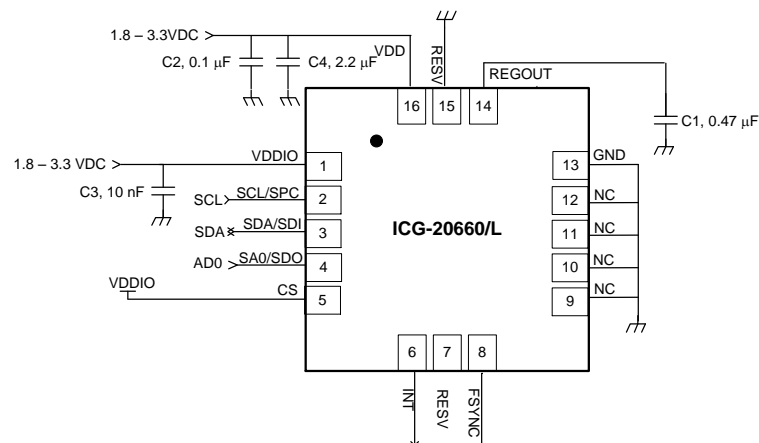 1.8 – 3.3VDC
C2, 0.1 μF
C4, 2.2 μF
VDD
RESV
REGOUT
16
15
14
C1, 0.47 μF
1.8 – 3.3 VDC
VDDIO
1
13
GND
C3, 10 nF
SCL
SCL/SPC
2
12
NC
SDA
SDA/SDI
3
ICG-20660/L
11
NC
AD0
SA0/SDO
4
10
NC
VDDIO
CS
5
9
NC
6
7
8
INT
RESV
FSYNC